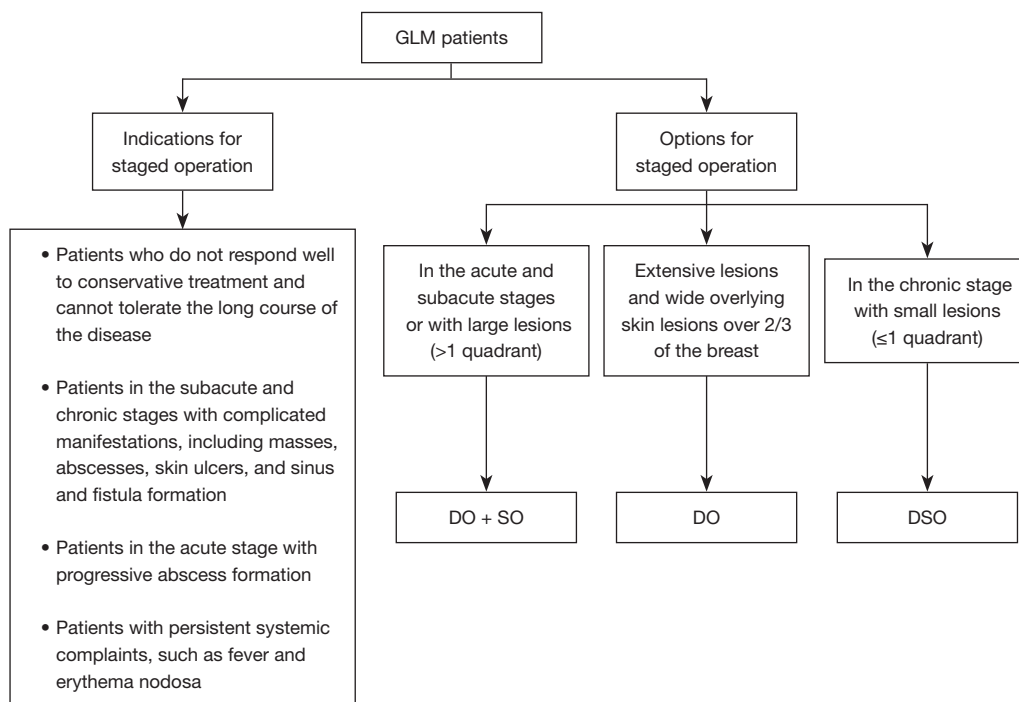 GLM patients
Indications for
staged operation
• Patients who do not respond well
to conservative treatment and
cannot tolerate the long course of
the disease
• Patients in the subacute and
chronic stages with complicated
manifestations, including masses,
abscesses, skin ulcers, and sinus
and fistula formation
• Patients in the acute stage with
progressive abscess formation
• Patients with persistent systemic
complaints, such as fever and
erythema nodosa
Options for
staged operation
In the acute and
subacute stages
or with large lesions
(>1 quadrant)
DO + SO
Extensive lesions
and wide overlying
skin lesions over 2/3
of the breast
DO
In the chronic stage
with small lesions
(≤1 quadrant)
DSO